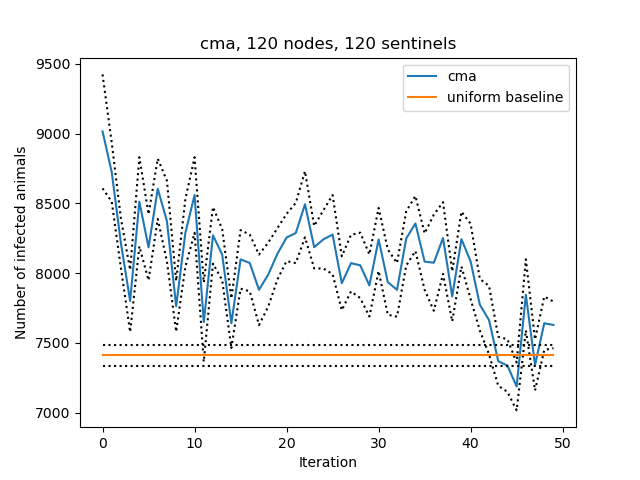 cma, 120 nodes, 120 sentinels
9500
9000
8500
8000
7500
7000
Number of infected animals
cma
uniform baseline
0
10
20
30
40
50
Iteration